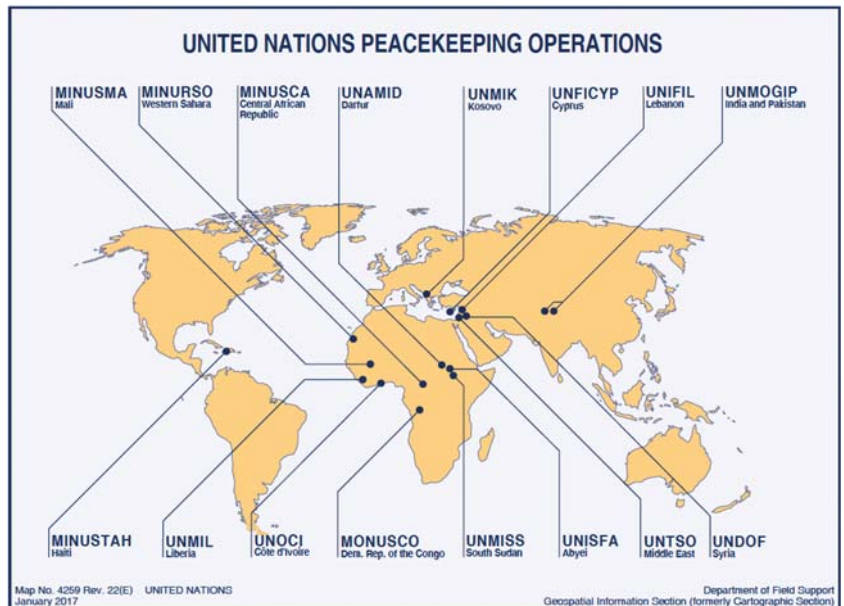 UNITED NATIONS PEACEKEEPING OPERATIONS
MINUSMA
Mali
MINURSO
Western Sahara
MINUSCA
Central African
Republic
UNAMID
Darfur
UNMIK
Kosovo
UNFICYP
Cyprus
UNIFIL
Lebanon
UNMOGIP
India and Pakistan
MINUSTAH
Haiti
UNMIL
Liberia
UNOCI
Côte d'Ivoire
MONUSCO
Dem. Rep. of the Congo
UNMISS
South Sudan
UNISFA
Abyei
UNTSO
Middle East
UNDOF
Syria
Map No. 4259 Rev. 22(E) UNITED NATIONS
January 2017
Department of Field Support
Geospatial Information Section (formerly Cartographic Section)